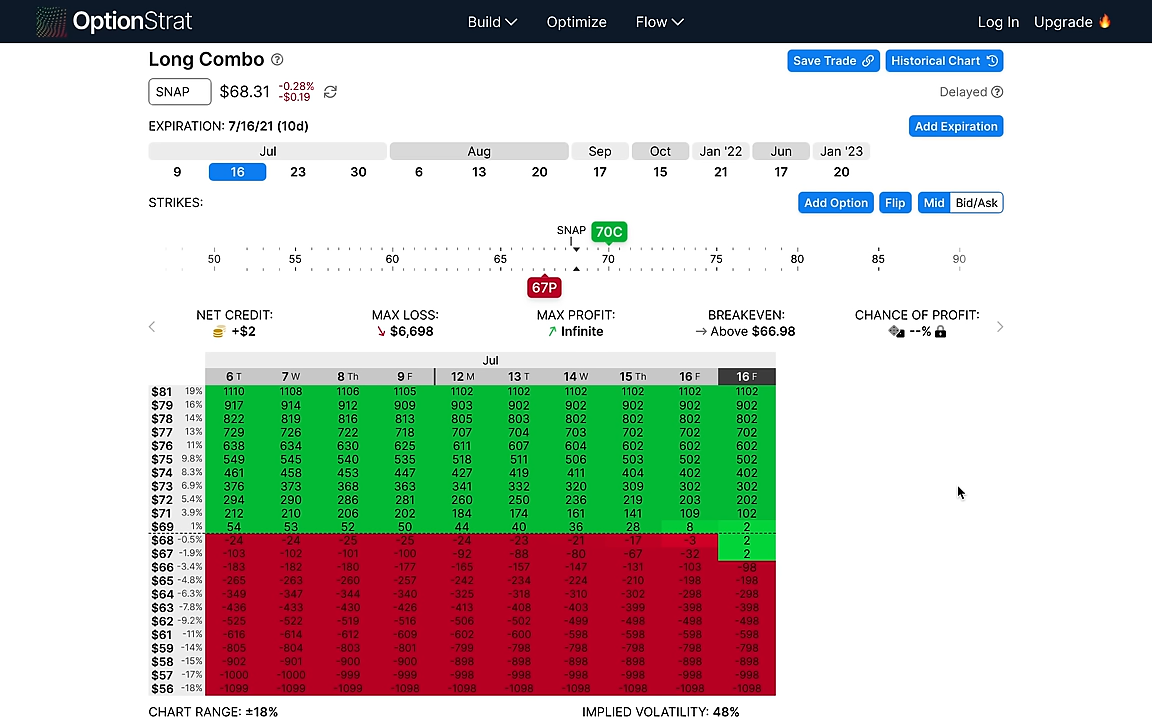 OptionStrat Build Optimize Flow Log In Upgrade 🔥
Long Combo ? Save Trade Historical Chart
SNAP $68.31 -0.28% -$0.19 Delayed ?
EXPIRATION: 7/16/21 (10d) Add Expiration
Jul Aug Sep Oct Jan '22 Jun Jan '23
9 16 23 30 6 13 20 17 15 21 17 20
STRIKES: Add Option Flip Mid Bid/Ask
SNAP 70C
50 55 60 65 70 75 80 85 90
67P
NET CREDIT: MAX LOSS: MAX PROFIT: BREAKEVEN: CHANCE OF PROFIT:
+$2 $6,698 Infinite Above $66.98 --%
Jul
6 T 7 W 8 Th 9 F 12 M 13 T 14 W 15 Th 16 F 16 F
$81 19% 1110 1108 1106 1105 1102 1102 1102 1102 1102 1102
$79 16% 917 914 912 909 903 902 902 902 902 902
$78 14% 822 819 816 813 805 803 802 802 802 802
$77 13% 729 726 722 718 707 704 703 702 702 702
$76 11% 638 634 630 625 611 607 604 602 602 602
$75 9.8% 549 545 540 535 518 511 506 503 502 502
$74 8.3% 461 458 453 447 427 419 411 404 402 402
$73 6.9% 376 373 368 363 341 332 320 309 302 302
$72 5.4% 294 290 286 281 260 250 236 219 203 202
$71 3.9% 212 210 206 202 184 174 161 141 109 102
$69 1% 54 53 52 50 44 40 36 28 8 2
$68 -0.5% -24 -24 -25 -25 -24 -23 -21 -17 -3 2
$67 -1.9% -103 -102 -101 -100 -92 -88 -80 -67 -32 2
$66 -3.4% -183 -182 -180 -177 -165 -157 -147 -131 -103 -98
$65 -4.8% -265 -263 -260 -257 -242 -234 -224 -210 -198 -198
$64 -6.3% -349 -347 -344 -340 -325 -318 -310 -302 -298 -298
$63 -7.8% -436 -433 -430 -426 -413 -408 -403 -399 -398 -398
$62 -9.2% -525 -522 -519 -516 -506 -502 -499 -498 -498 -498
$61 -11% -616 -614 -612 -609 -602 -600 -598 -598 -598 -598
$59 -14% -805 -804 -803 -801 -799 -798 -798 -798 -798 -798
$58 -15% -902 -901 -900 -900 -898 -898 -898 -898 -898 -898
$57 -17% -1000 -1000 -999 -999 -998 -998 -998 -998 -998 -998
$56 -18% -1099 -1099 -1099 -1098 -1098 -1098 -1098 -1098 -1098 -1098
CHART RANGE: ±18% IMPLIED VOLATILITY: 48%